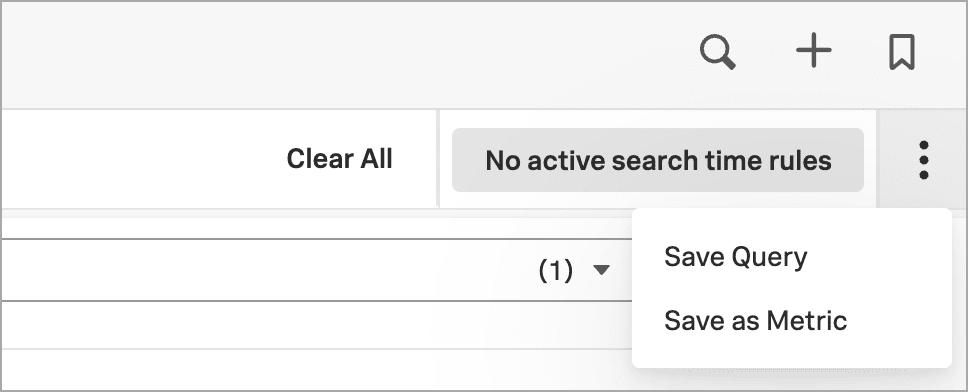 Clear All
No active search time rules
(1)
Save Query
Save as Metric